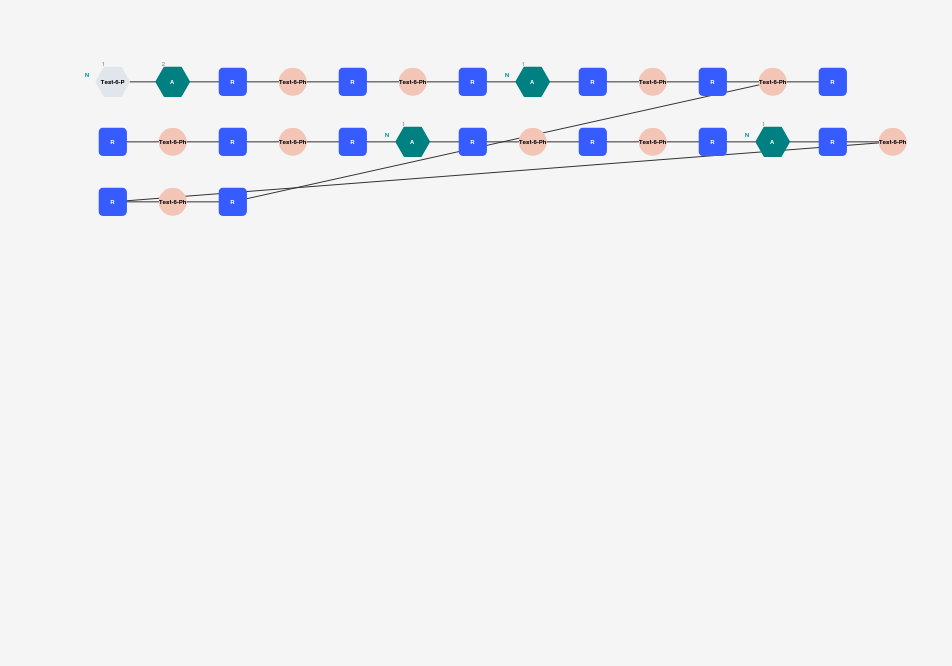 1 2 1
N Test-6-P A R Test-6-Ph R Test-6-Ph R N A R Test-6-Ph R Test-6-Ph R
1 1
R Test-6-Ph R Test-6-Ph R N A R Test-6-Ph R Test-6-Ph R N A R Test-6-Ph
R Test-6-Ph R